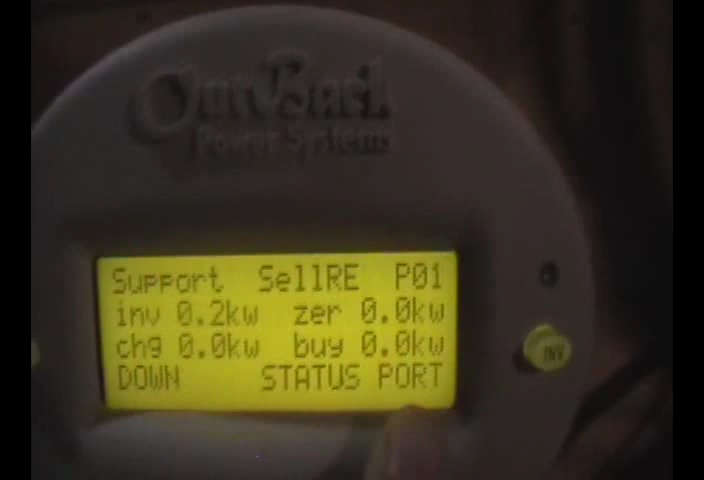 OutBack
Power Systems
Support SellRE P01
inv 0.2kw zer 0.0kw
chg 0.0kw buy 0.0kw
DOWN STATUS PORT
INV